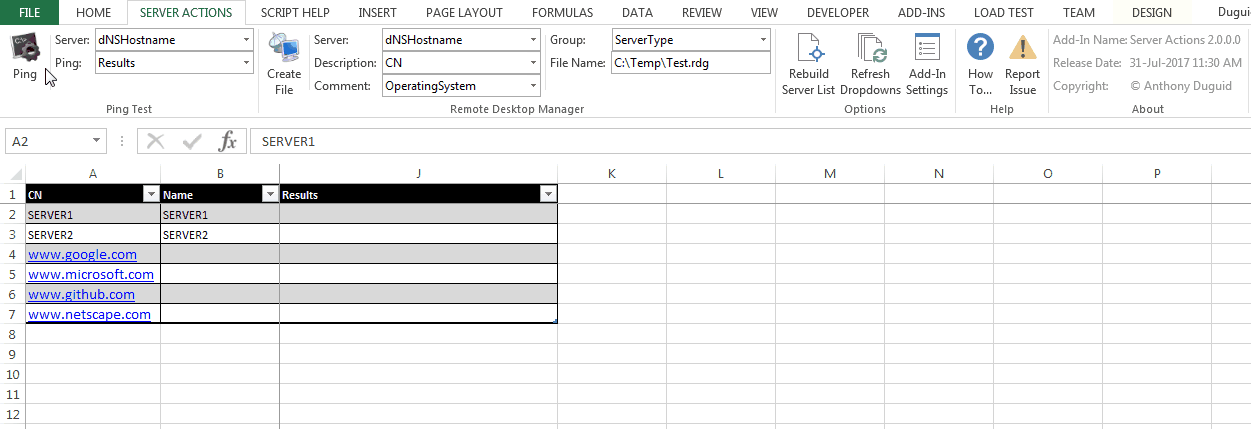 FILE HOME SERVER ACTIONS SCRIPT HELP INSERT PAGE LAYOUT FORMULAS DATA REVIEW VIEW DEVELOPER ADD-INS LOAD TEST TEAM DESIGN Duguid
Server: dNSHostname Server: dNSHostname Group: ServerType Add-In Name: Server Actions 2.0.0.0
Ping: Results Description: CN File Name: C:\Temp\Test.rdg Release Date: 31-Jul-2017 11:30 AM
Ping Create File Comment: OperatingSystem Rebuild Server List Refresh Dropdowns Add-In Settings How To... Report Issue Copyright: © Anthony Duguid
Ping Test Remote Desktop Manager Options Help About
A2 fx SERVER1
A B J K L M N O P
1 CN Name Results
2 SERVER1 SERVER1
3 SERVER2 SERVER2
4 www.google.com
5 www.microsoft.com
6 www.github.com
7 www.netscape.com
8
9
10
11
12